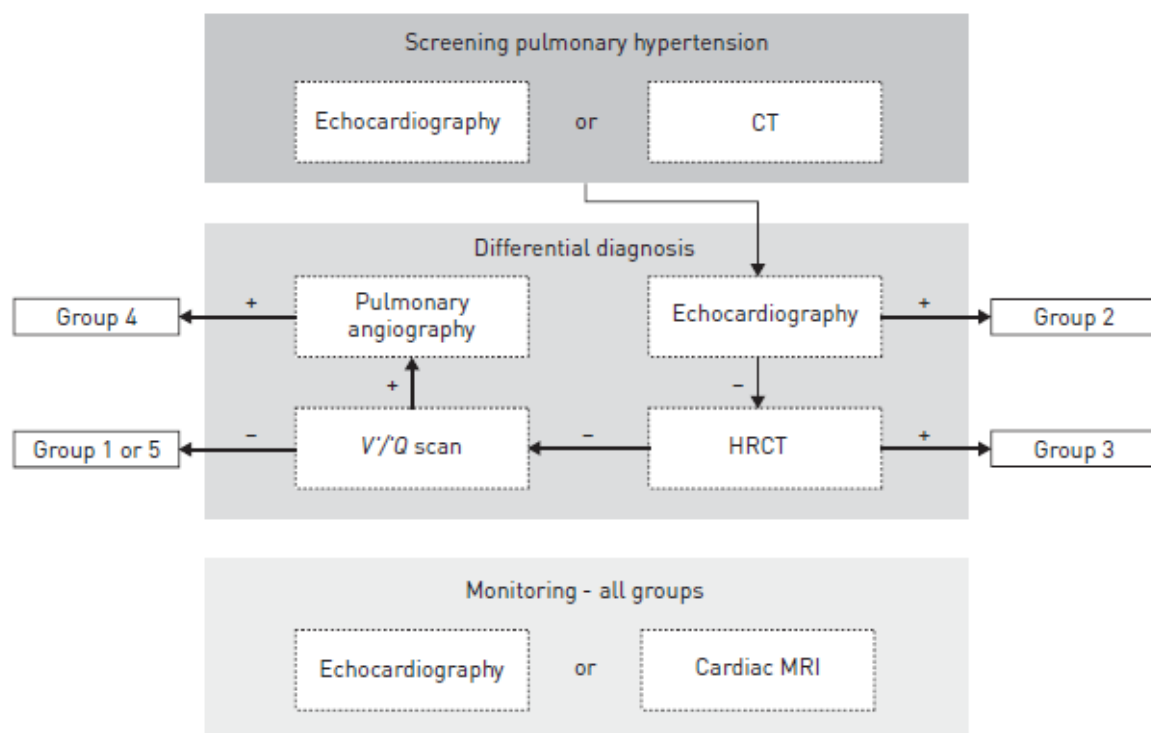 Screening pulmonary hypertension
Echocardiography
or
CT
Differential diagnosis
Group 4
+
Pulmonary
angiography
Echocardiography
+
Group 2
+
–
Group 1 or 5
–
V'/Q' scan
–
HRCT
+
Group 3
Monitoring - all groups
Echocardiography
or
Cardiac MRI